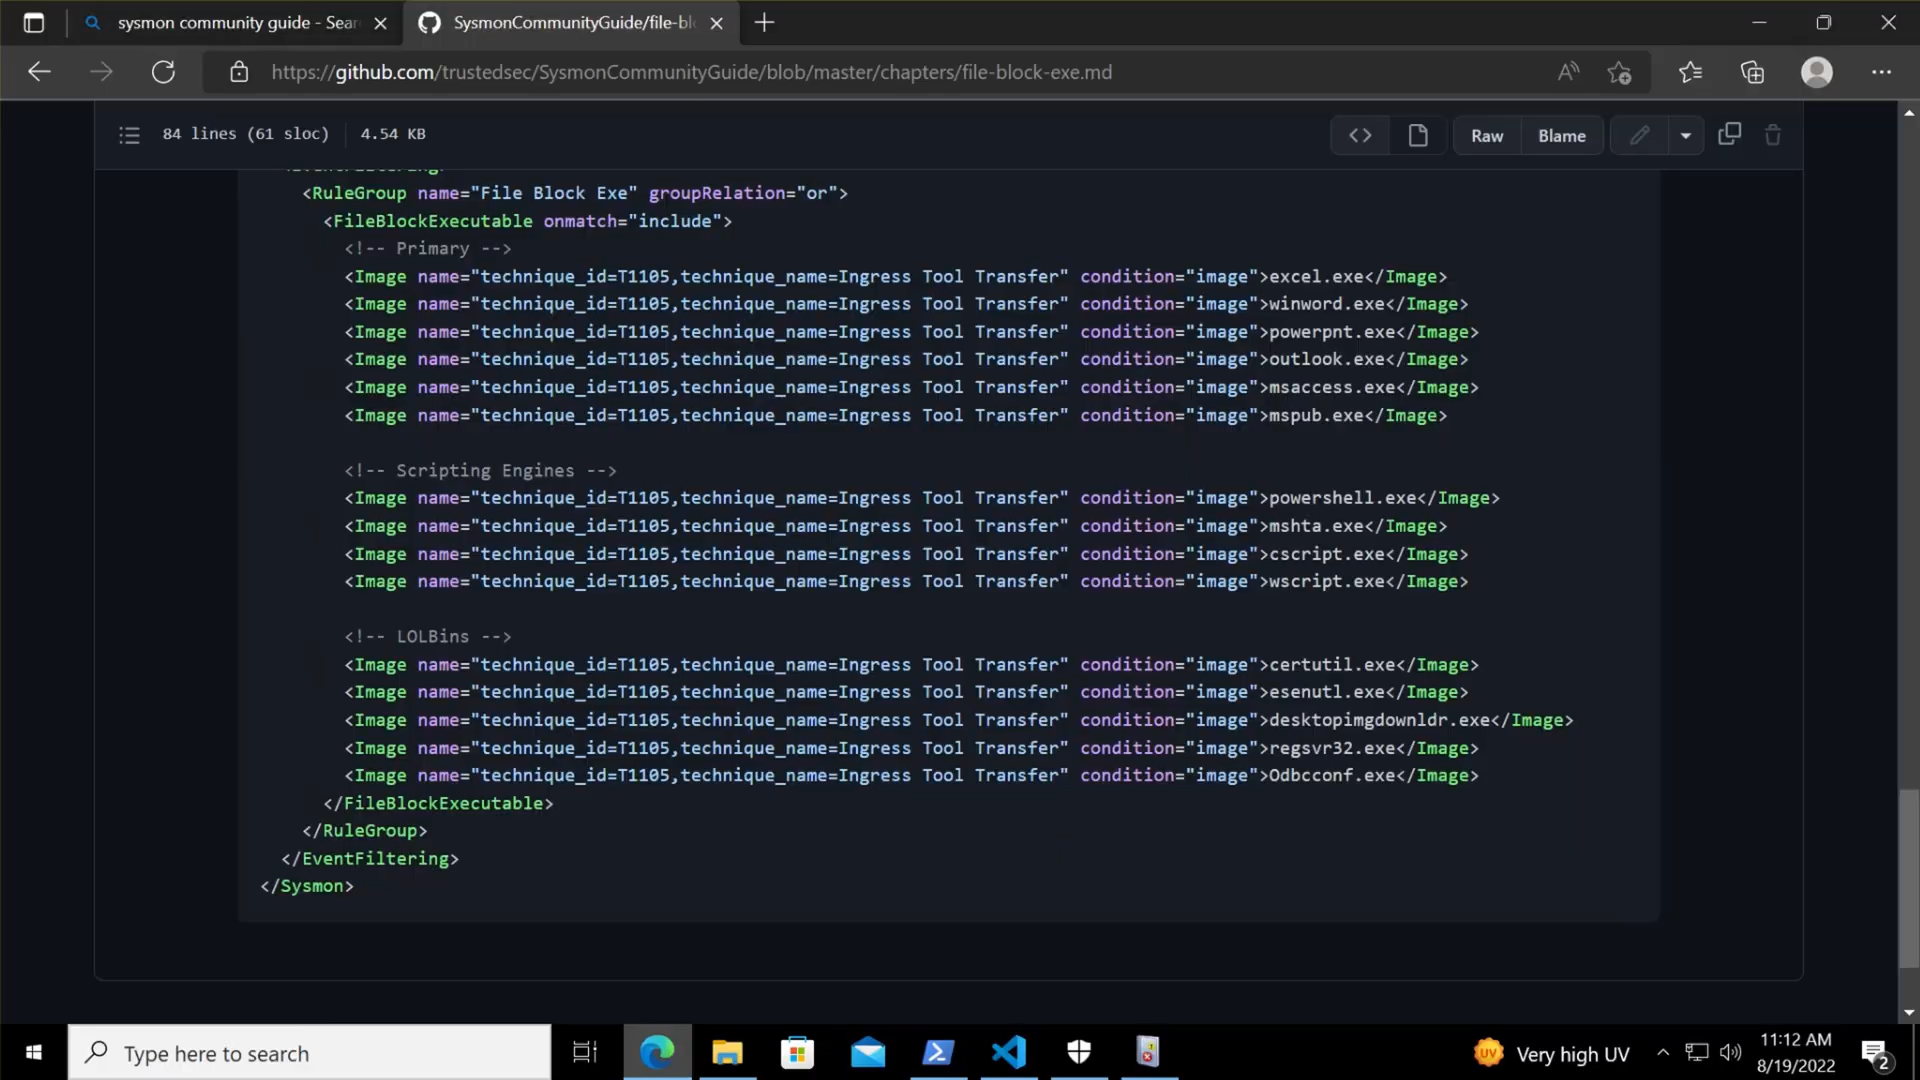 sysmon community guide - Sear
SysmonCommunityGuide/file-bl
https://github.com/trustedsec/SysmonCommunityGuide/blob/master/chapters/file-block-exe.md
84 lines (61 sloc) 4.54 KB
Raw Blame
<RuleGroup name="File Block Exe" groupRelation="or">
<FileBlockExecutable onmatch="include">
<!-- Primary -->
<Image name="technique_id=T1105,technique_name=Ingress Tool Transfer" condition="image">excel.exe</Image>
<Image name="technique_id=T1105,technique_name=Ingress Tool Transfer" condition="image">winword.exe</Image>
<Image name="technique_id=T1105,technique_name=Ingress Tool Transfer" condition="image">powerpnt.exe</Image>
<Image name="technique_id=T1105,technique_name=Ingress Tool Transfer" condition="image">outlook.exe</Image>
<Image name="technique_id=T1105,technique_name=Ingress Tool Transfer" condition="image">msaccess.exe</Image>
<Image name="technique_id=T1105,technique_name=Ingress Tool Transfer" condition="image">mspub.exe</Image>
<!-- Scripting Engines -->
<Image name="technique_id=T1105,technique_name=Ingress Tool Transfer" condition="image">powershell.exe</Image>
<Image name="technique_id=T1105,technique_name=Ingress Tool Transfer" condition="image">mshta.exe</Image>
<Image name="technique_id=T1105,technique_name=Ingress Tool Transfer" condition="image">cscript.exe</Image>
<Image name="technique_id=T1105,technique_name=Ingress Tool Transfer" condition="image">wscript.exe</Image>
<!-- LOLBins -->
<Image name="technique_id=T1105,technique_name=Ingress Tool Transfer" condition="image">certutil.exe</Image>
<Image name="technique_id=T1105,technique_name=Ingress Tool Transfer" condition="image">esenutl.exe</Image>
<Image name="technique_id=T1105,technique_name=Ingress Tool Transfer" condition="image">desktopimgdownldr.exe</Image>
<Image name="technique_id=T1105,technique_name=Ingress Tool Transfer" condition="image">regsvr32.exe</Image>
<Image name="technique_id=T1105,technique_name=Ingress Tool Transfer" condition="image">Odbcconf.exe</Image>
</FileBlockExecutable>
</RuleGroup>
</EventFiltering>
</Sysmon>
Type here to search
UV Very high UV
11:12 AM
8/19/2022
2